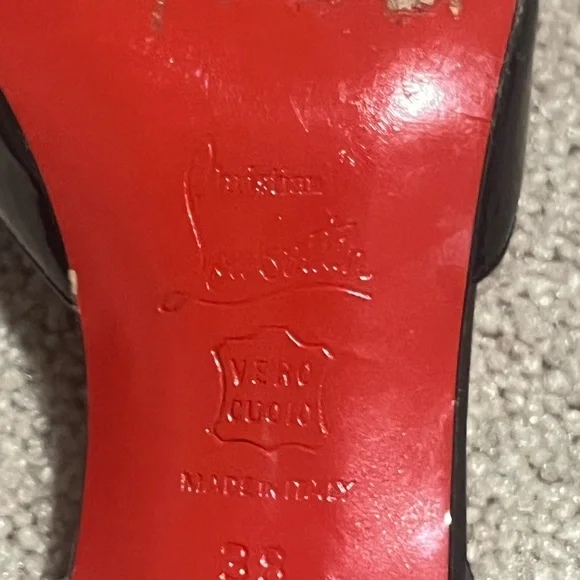 Christian
Louboutin
VERO
CUOIO
MADE IN ITALY
38